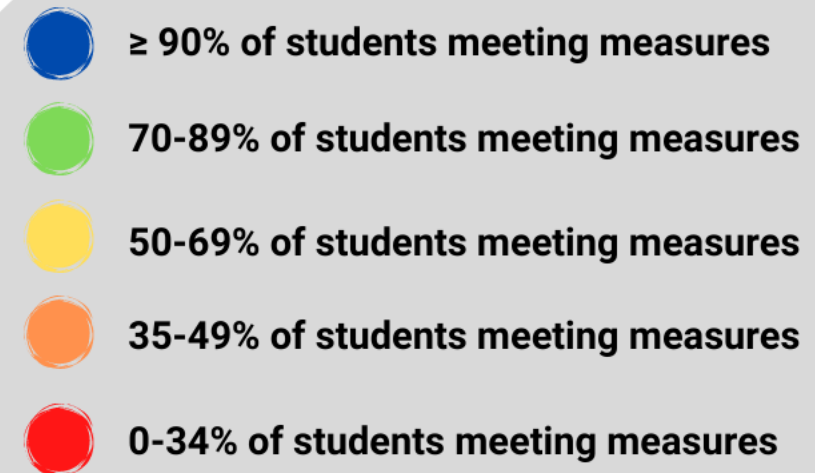 ≥ 90% of students meeting measures
70-89% of students meeting measures
50-69% of students meeting measures
35-49% of students meeting measures
0-34% of students meeting measures